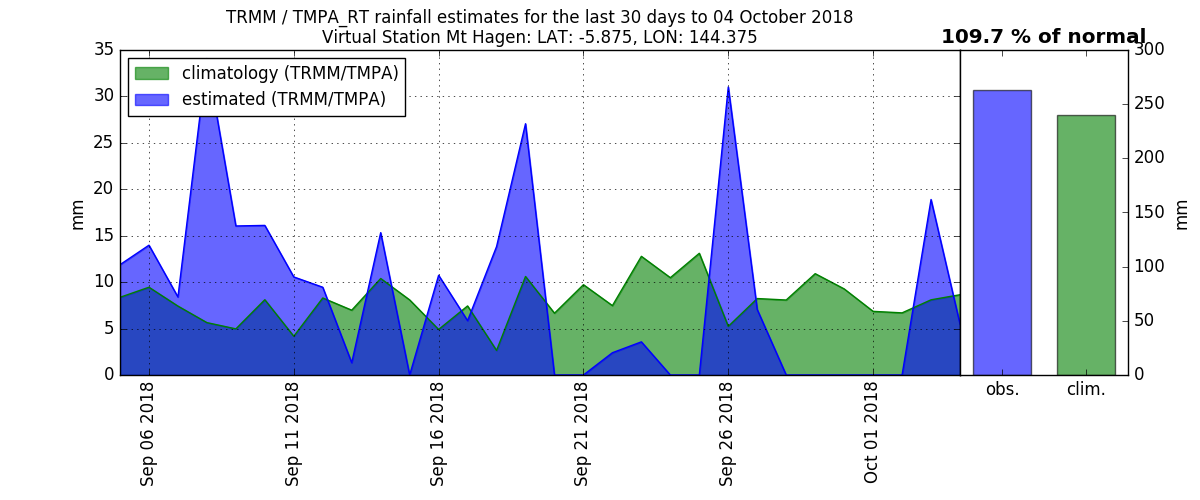 TRMM / TMPA_RT rainfall estimates for the last 30 days to 04 October 2018
Virtual Station Mt Hagen: LAT: -5.875, LON: 144.375
109.7 % of normal
climatology (TRMM/TMPA)
estimated (TRMM/TMPA)
35
30
25
20
15
10
5
0
mm
Sep 06 2018
Sep 11 2018
Sep 16 2018
Sep 21 2018
Sep 26 2018
Oct 01 2018
obs.
clim.
300
250
200
150
100
50
0
mm